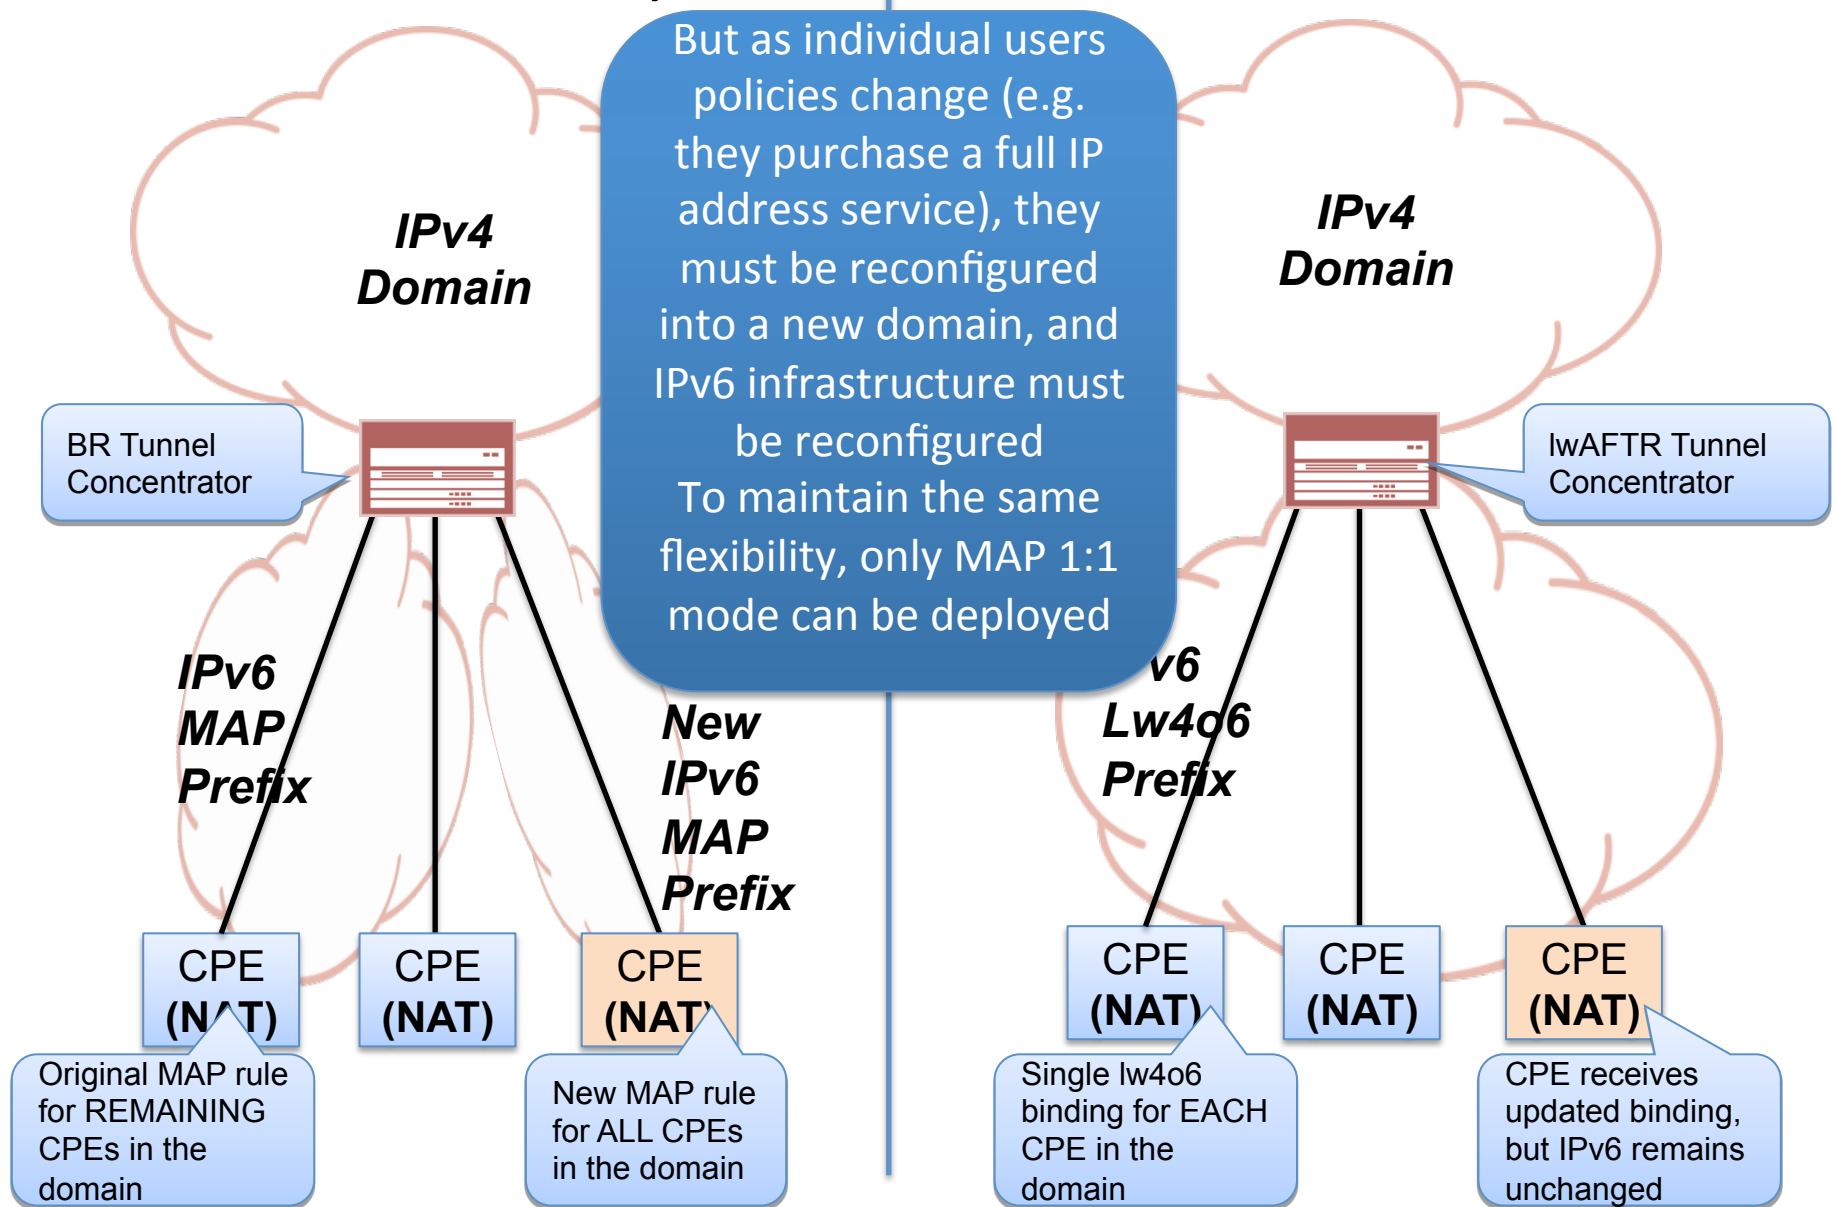 But as individual users
policies change (e.g.
they purchase a full IP
address service), they
must be reconfigured
into a new domain, and
IPv6 infrastructure must
be reconfigured
To maintain the same
flexibility, only MAP 1:1
mode can be deployed
IPv4
Domain
BR Tunnel
Concentrator
IPv6
MAP
Prefix
New
IPv6
MAP
Prefix
CPE
(NAT)
CPE
(NAT)
CPE
(NAT)
Original MAP rule
for REMAINING
CPEs in the
domain
New MAP rule
for ALL CPEs
in the domain
IPv4
Domain
lwAFTR Tunnel
Concentrator
v6
Lw4o6
Prefix
CPE
(NAT)
CPE
(NAT)
CPE
(NAT)
Single lw4o6
binding for EACH
CPE in the
domain
CPE receives
updated binding,
but IPv6 remains
unchanged